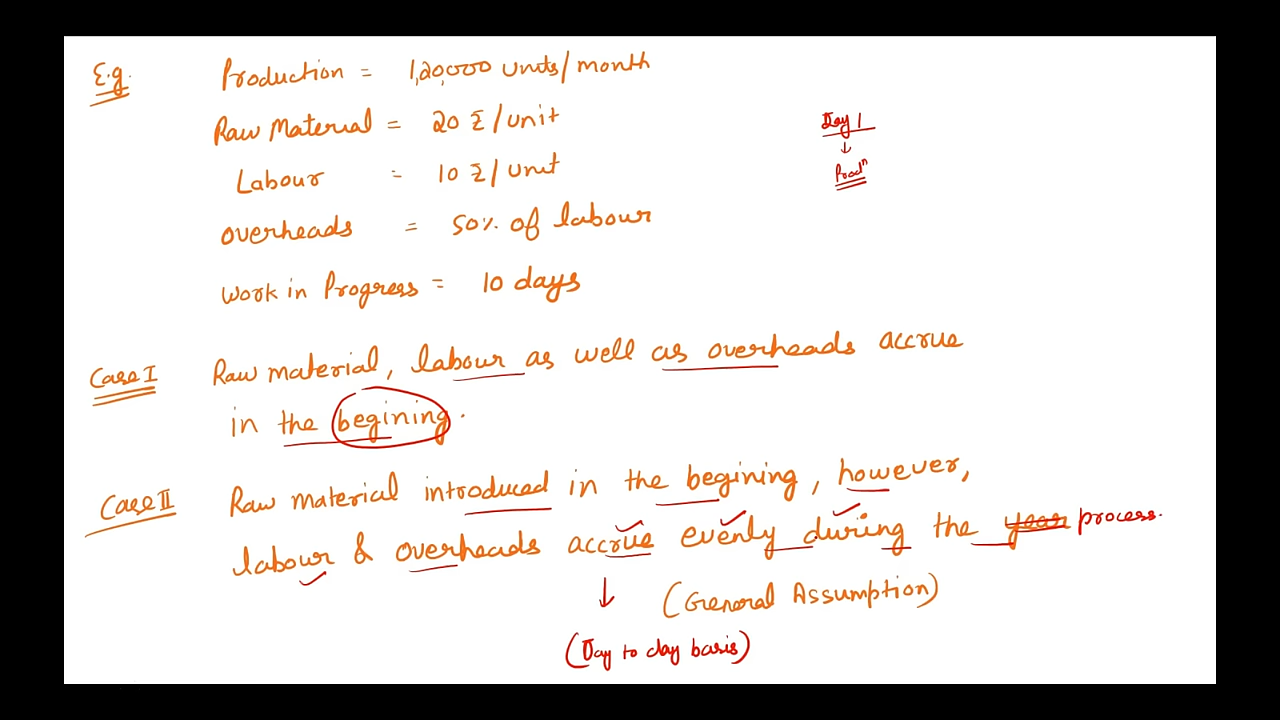 E.g. Production = 1,20,000 units/month
Raw Material = 20 ₹/unit
Day 1
↓
Prodⁿ
Labour = 10 ₹/unit
overheads = 50% of labour
Work in Progress = 10 days
Case I Raw material, labour as well as overheads accrue
in the begining.
Case II Raw material introduced in the begining, however,
labour & overheads accrue evenly during the year process.
↓ (General Assumption)
(Day to day basis)